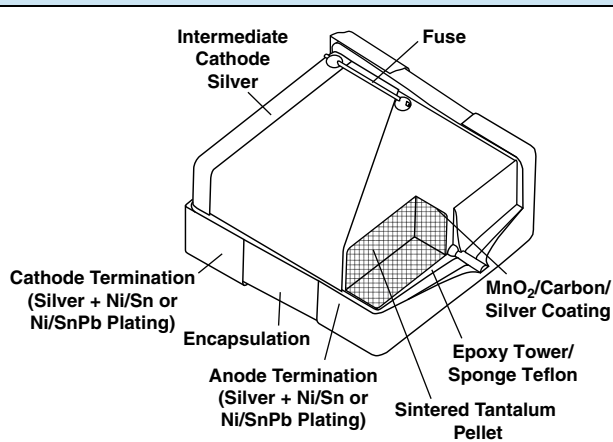 Intermediate
Cathode
Silver
Fuse
Cathode Termination
(Silver + Ni/Sn or
Ni/SnPb Plating)
Encapsulation
Anode Termination
(Silver + Ni/Sn or
Ni/SnPb Plating)
MnO₂/Carbon/
Silver Coating
Epoxy Tower/
Sponge Teflon
Sintered Tantalum
Pellet